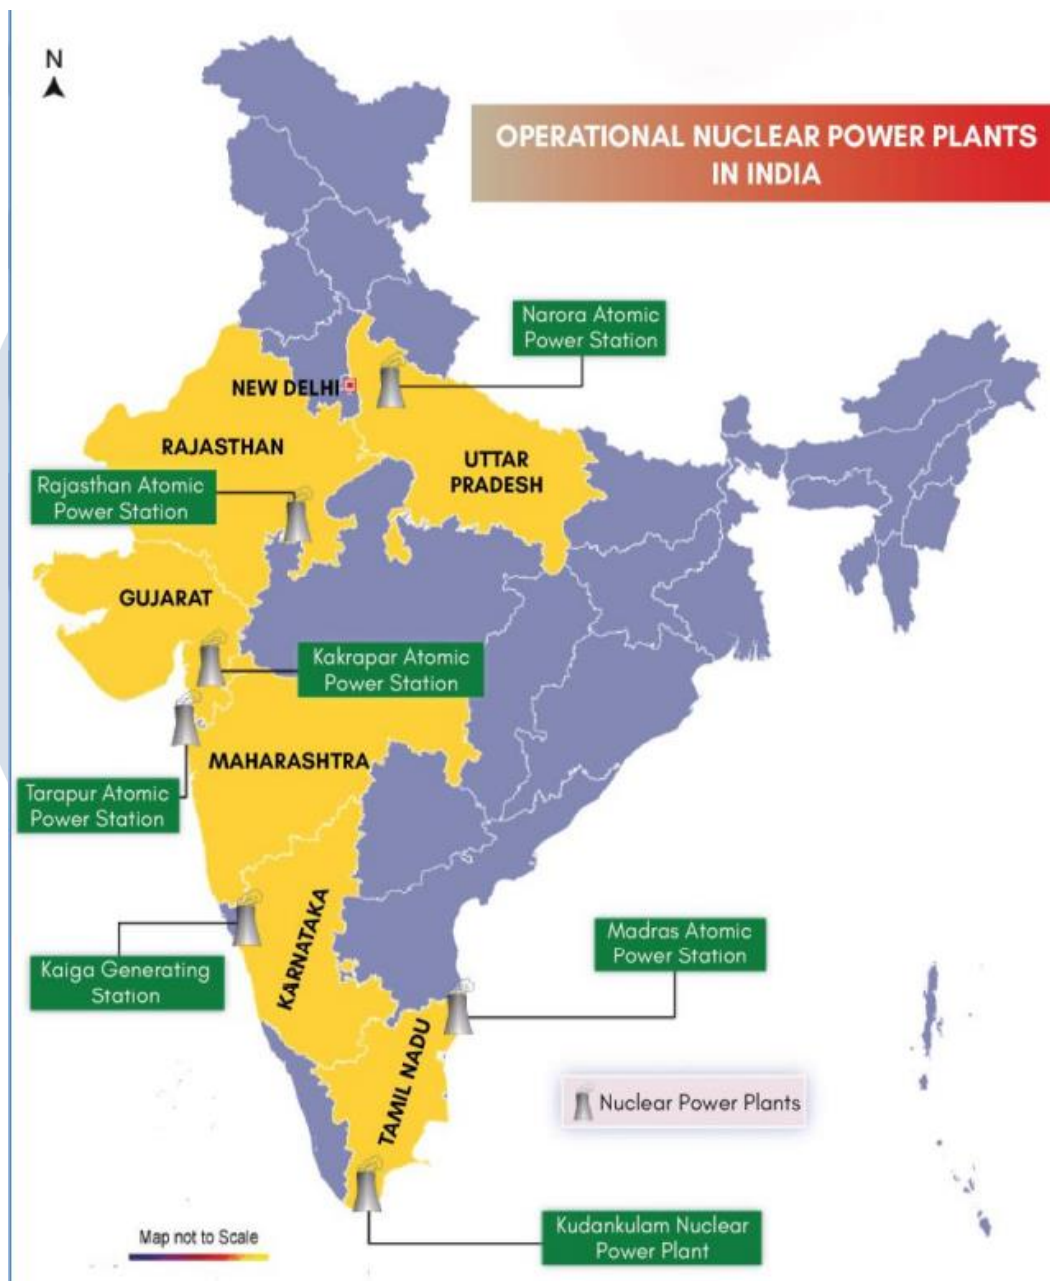 N
OPERATIONAL NUCLEAR POWER PLANTS
IN INDIA
Narora Atomic
Power Station
NEW DELHI
RAJASTHAN
UTTAR
PRADESH
Rajasthan Atomic
Power Station
GUJARAT
Kakrapar Atomic
Power Station
MAHARASHTRA
Tarapur Atomic
Power Station
KARNATAKA
Kaiga Generating
Station
Madras Atomic
Power Station
TAMIL NADU
Nuclear Power Plants
Kudankulam Nuclear
Power Plant
Map not to Scale